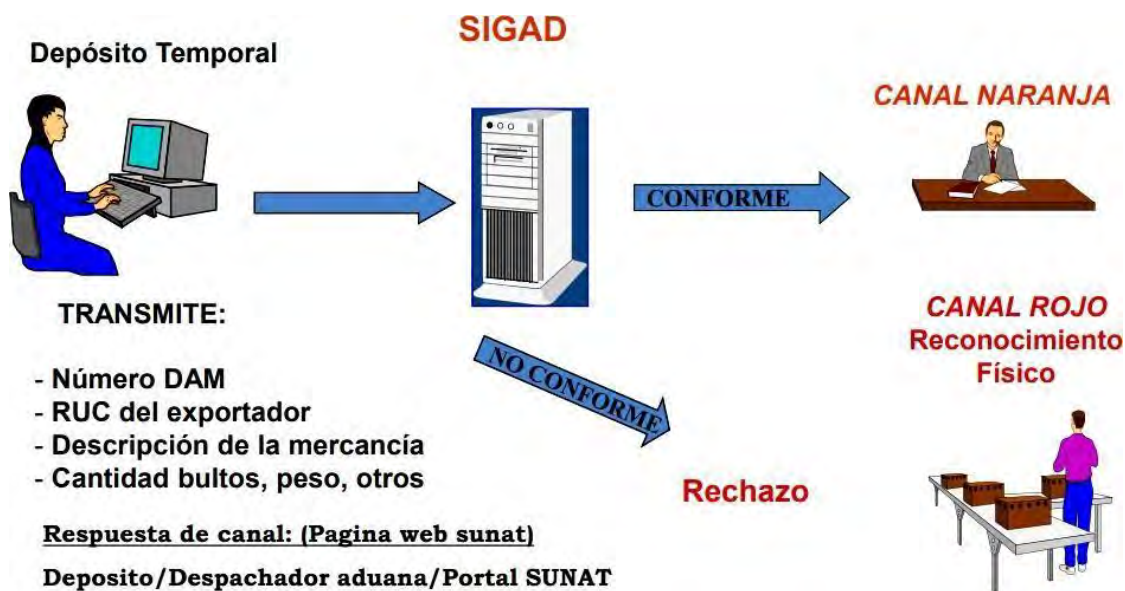 SIGAD
Depósito Temporal
CANAL NARANJA
CONFORME
TRANSMITE:
- Número DAM
- RUC del exportador
- Descripción de la mercancía
- Cantidad bultos, peso, otros
NO CONFORME
CANAL ROJO
Reconocimiento
Físico
Rechazo
Respuesta de canal: (Pagina web sunat)
Deposito/Despachador aduana/Portal SUNAT